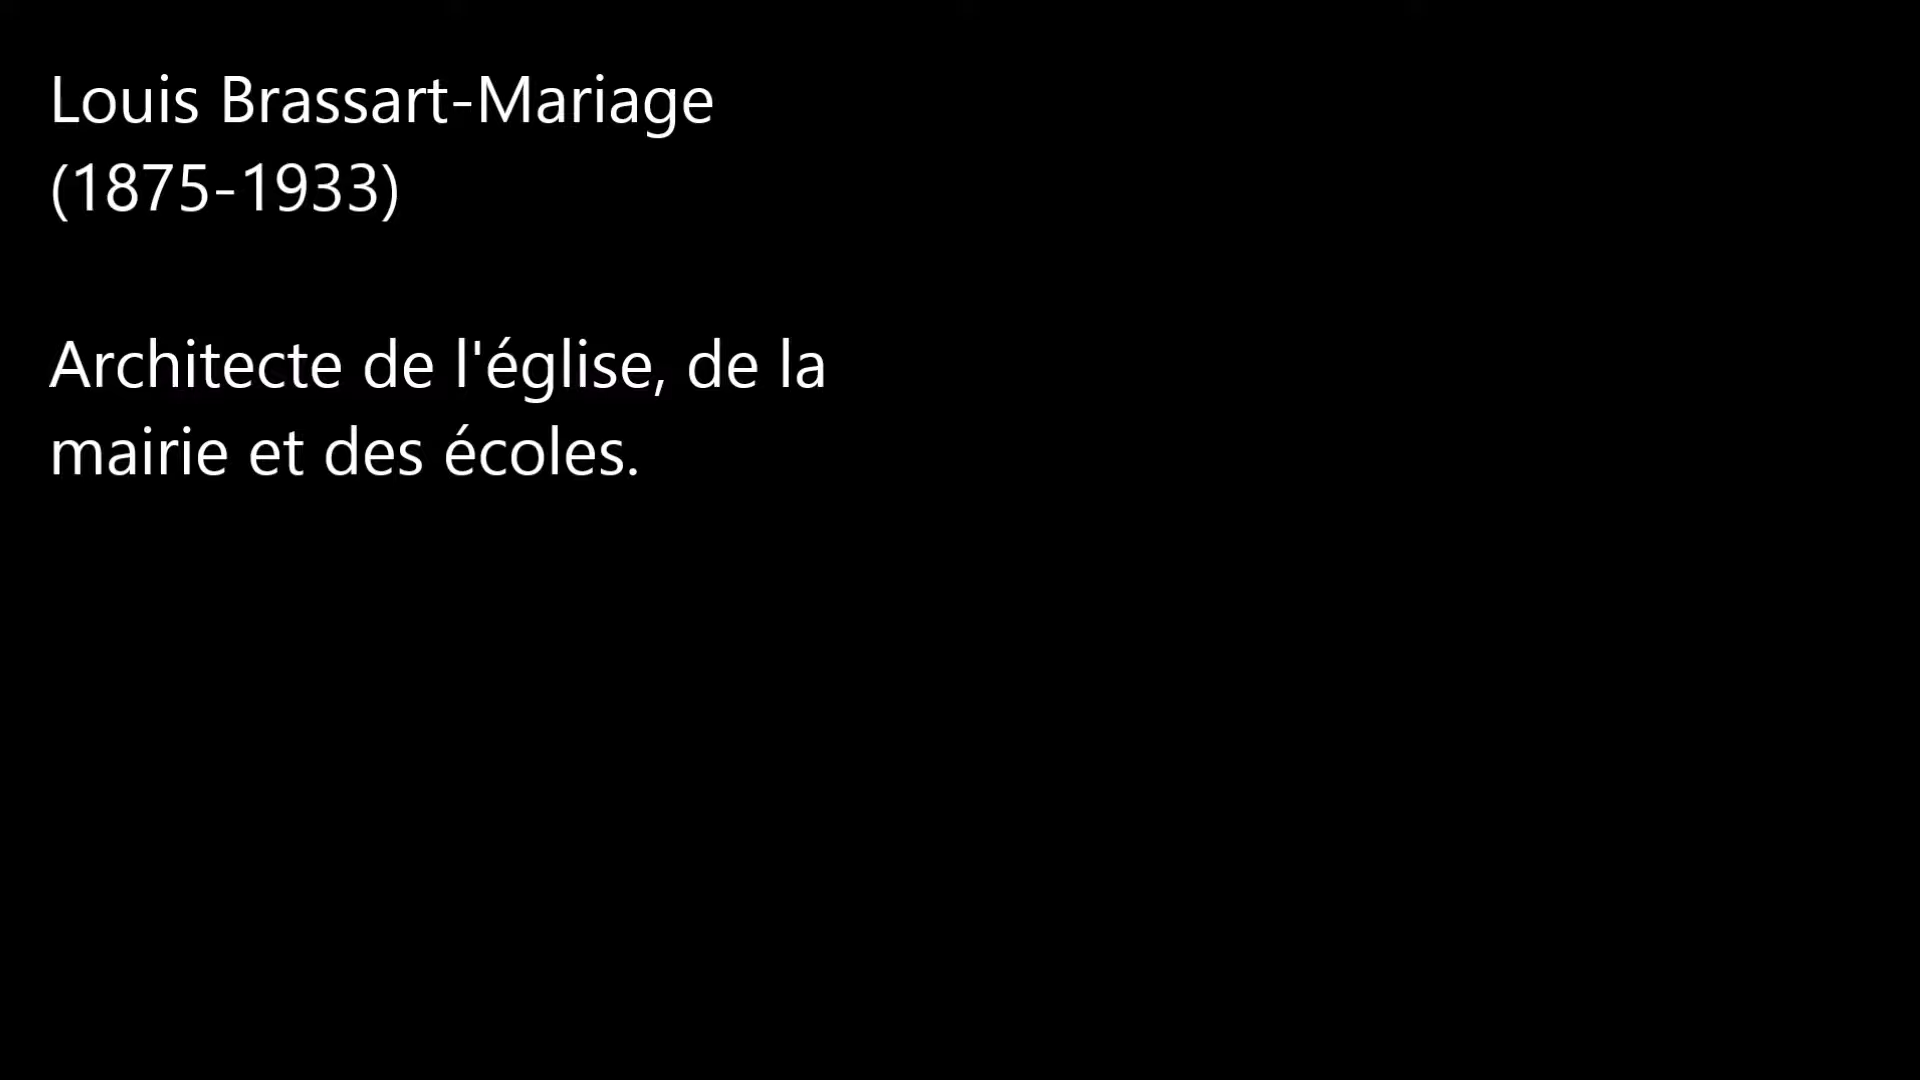 Louis Brassart-Mariage
(1875-1933)
Architecte de l'église, de la
mairie et des écoles.